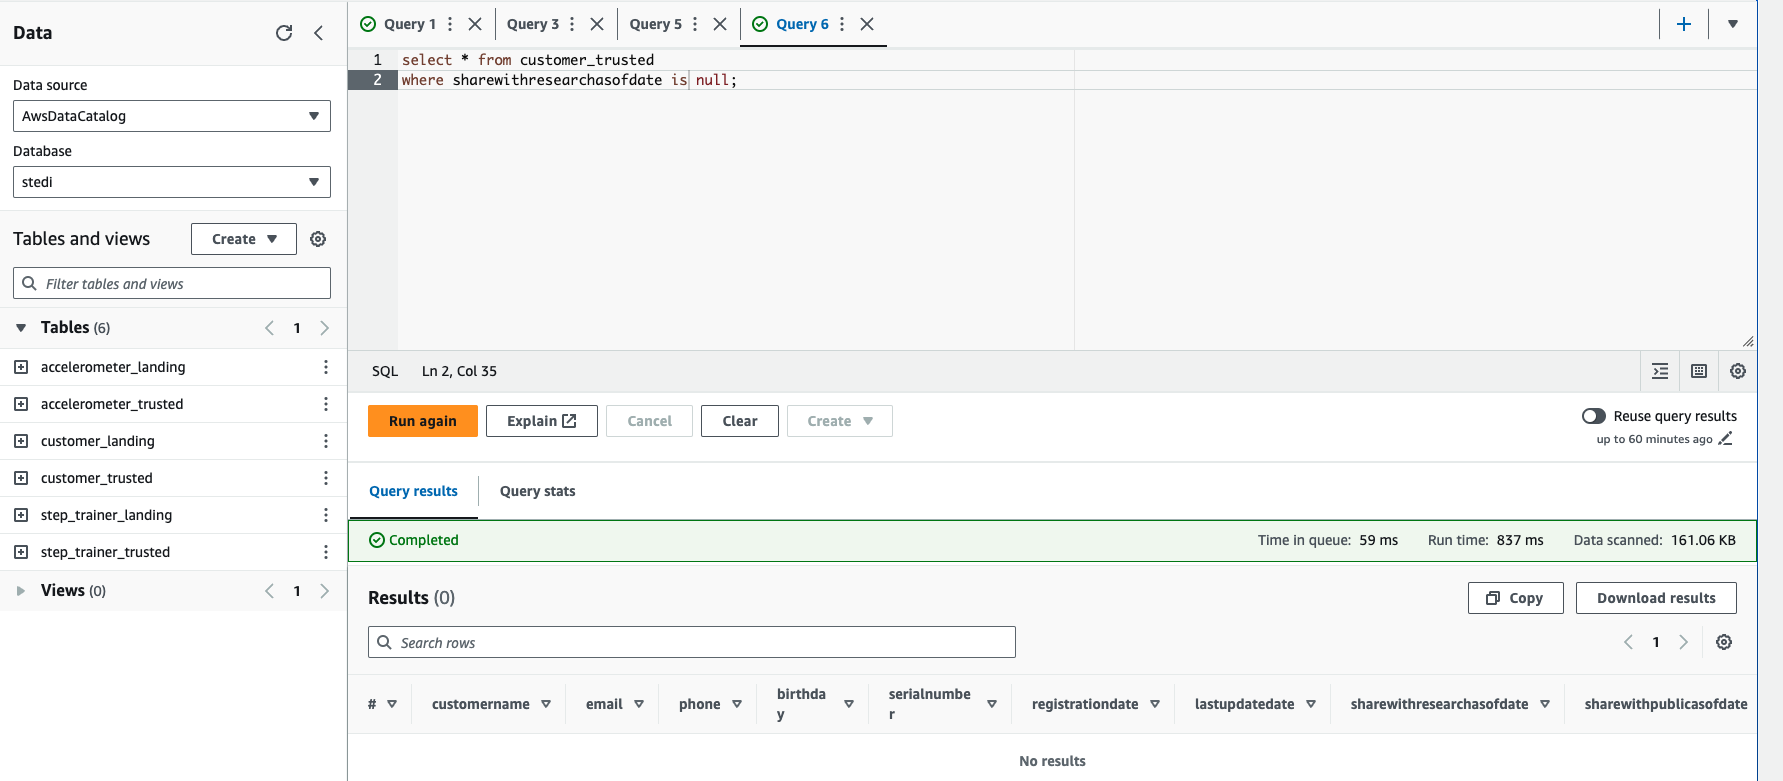 Data
Data source
AwsDataCatalog
Database
stedi
Tables and views
Create
Filter tables and views
Tables (6)
1
accelerometer_landing
accelerometer_trusted
customer_landing
customer_trusted
step_trainer_landing
step_trainer_trusted
Views (0)
1
Query 1
Query 3
Query 5
Query 6
1 select * from customer_trusted
2 where sharewithresearchasofdate is null;
SQL Ln 2, Col 35
Run again
Explain
Cancel
Clear
Create
Reuse query results
up to 60 minutes ago
Query results
Query stats
Completed
Time in queue: 59 ms
Run time: 837 ms
Data scanned: 161.06 KB
Results (0)
Copy
Download results
Search rows
1
#
customername
email
phone
birthda
y
serialnumbe
r
registrationdate
lastupdatedate
sharewithresearchasofdate
sharewithpublicasofdate
No results